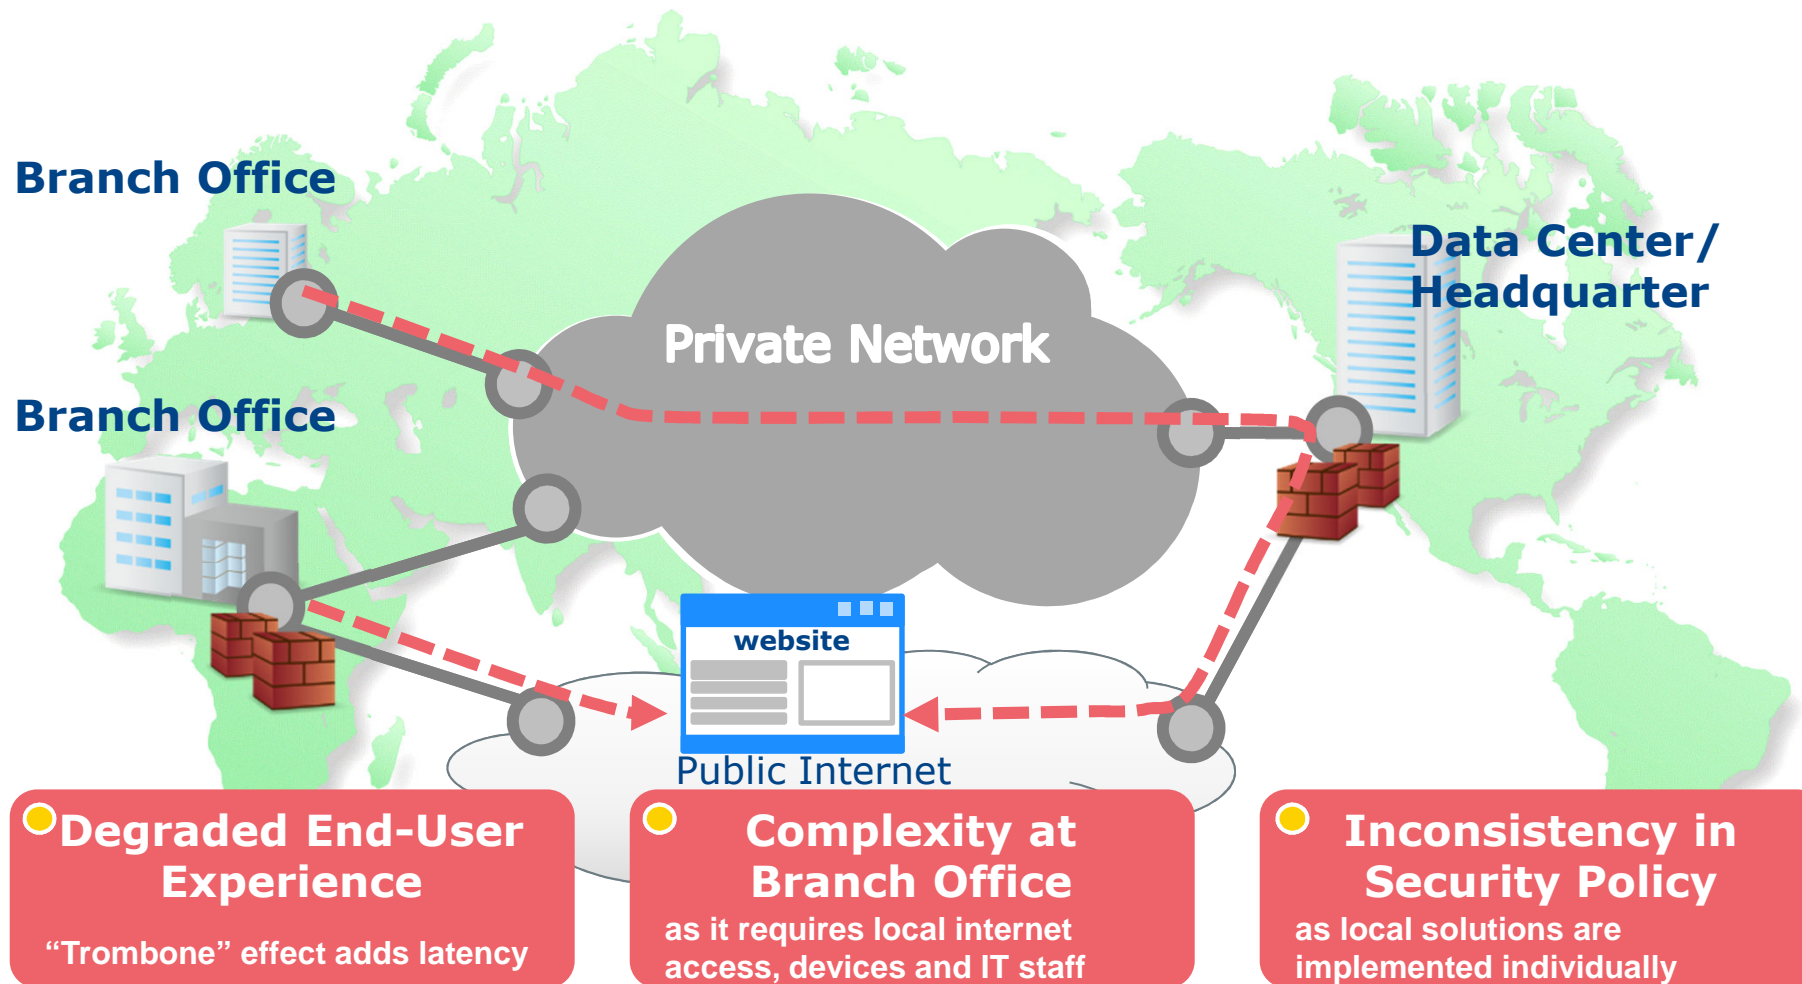 Branch Office
Data Center/
Headquarter
Private Network
Branch Office
website
Public Internet
Degraded End-User
Experience
“Trombone” effect adds latency
Complexity at
Branch Office
as it requires local internet
access, devices and IT staff
Inconsistency in
Security Policy
as local solutions are
implemented individually